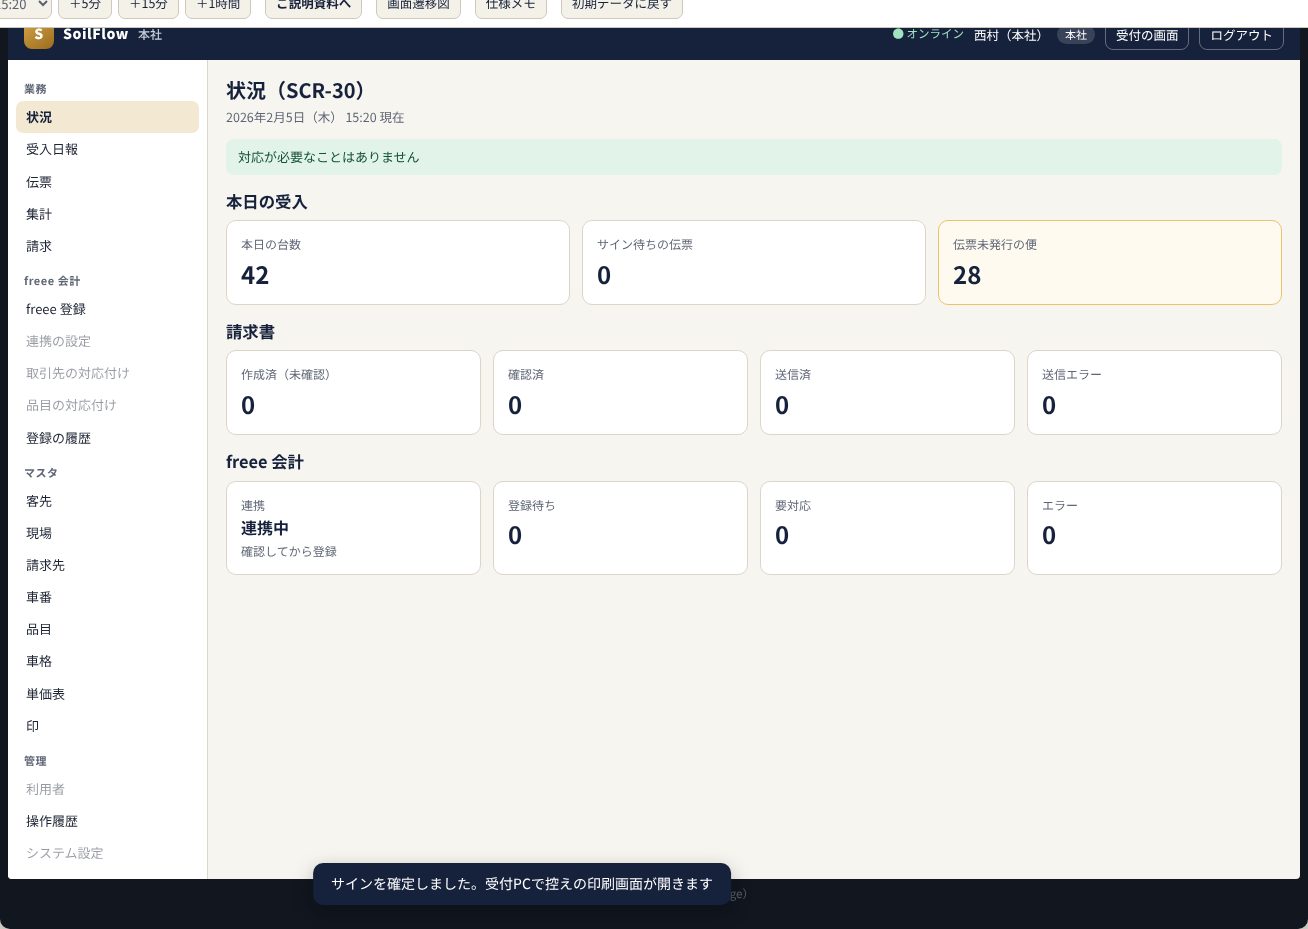 5:20 +5分 +15分 +1時間 ご説明資料へ 画面遷移図 仕様メモ 初期データに戻す
S SoilFlow 本社 オンライン 西村（本社） 本社 受付の画面 ログアウト
業務
状況
受入日報
伝票
集計
請求
freee 会計
freee 登録
連携の設定
取引先の対応付け
品目の対応付け
登録の履歴
マスタ
客先
現場
請求先
車番
品目
車格
単価表
印
管理
利用者
操作履歴
システム設定
状況（SCR-30）
2026年2月5日（木） 15:20 現在
対応が必要なことはありません
本日の受入
本日の台数
42
サイン待ちの伝票
0
伝票未発行の便
28
請求書
作成済（未確認）
0
確認済
0
送信済
0
送信エラー
0
freee 会計
連携
連携中
確認してから登録
登録待ち
0
要対応
0
エラー
0
サインを確定しました。受付PCで控えの印刷画面が開きます
ge）